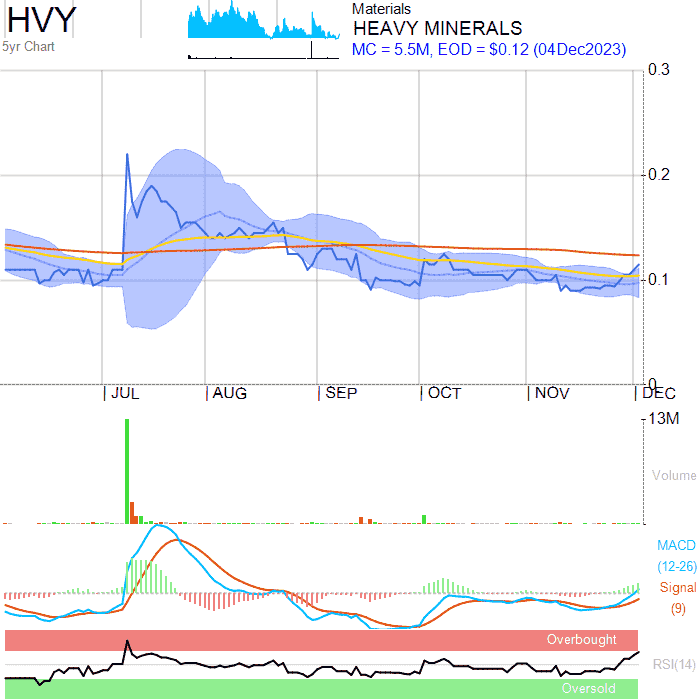 HVY
5yr Chart
Materials
HEAVY MINERALS
MC = 5.5M, EOD = $0.12 (04Dec2023)
0.3
0.2
0.1
0
JUL AUG SEP OCT NOV DEC
13M
Volume
MACD
(12-26)
Signal
(9)
Overbought
RSI(14)
Oversold